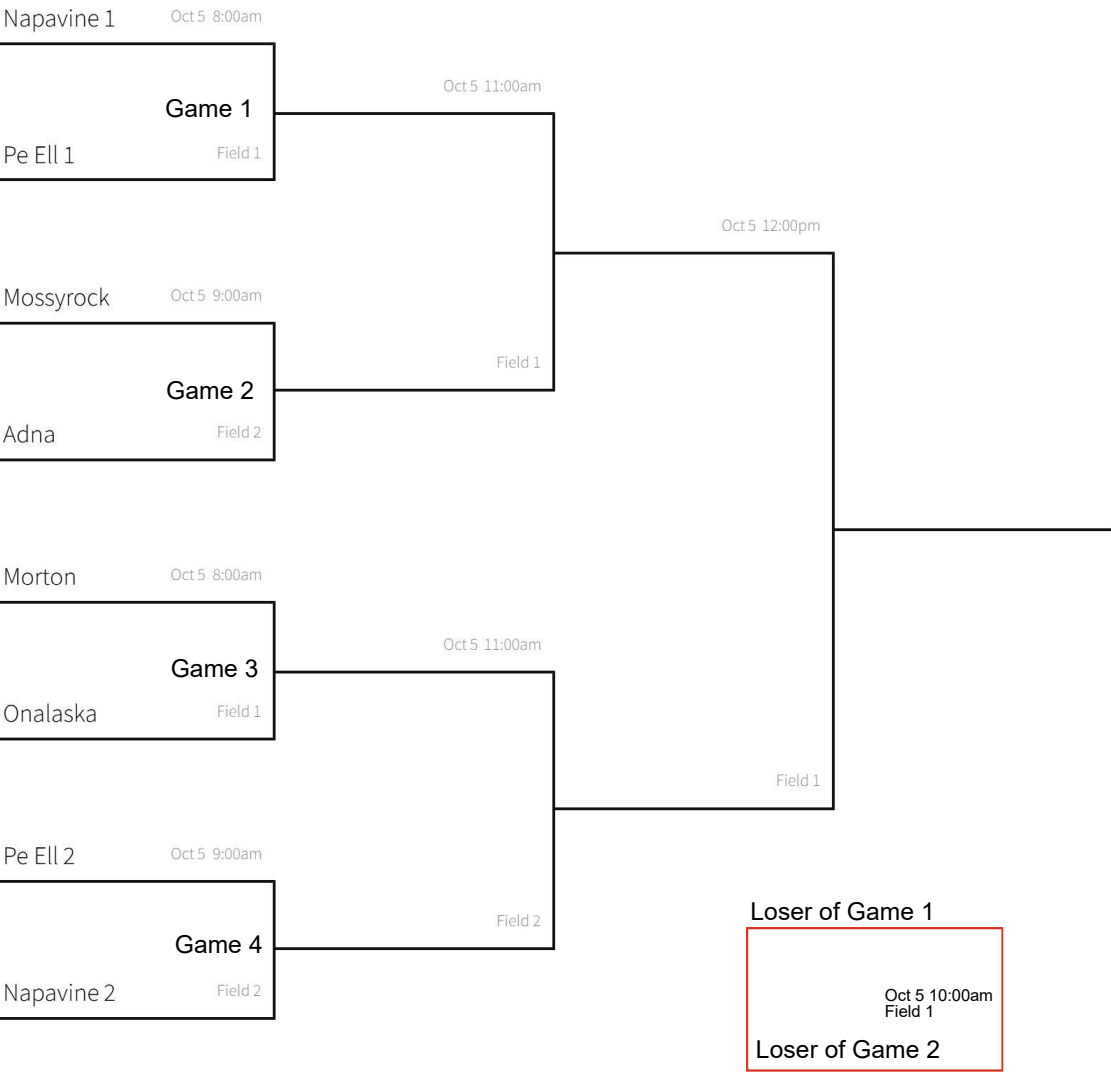 Napavine 1
Oct 5 8:00am
Game 1
Pe Ell 1
Field 1
Oct 5 11:00am
Field 1
Mossyrock
Oct 5 9:00am
Game 2
Adna
Field 2
Oct 5 12:00pm
Field 1
Morton
Oct 5 8:00am
Game 3
Onalaska
Field 1
Oct 5 11:00am
Field 2
Pe Ell 2
Oct 5 9:00am
Game 4
Napavine 2
Field 2
Loser of Game 1
Oct 5 10:00am
Field 1
Loser of Game 2